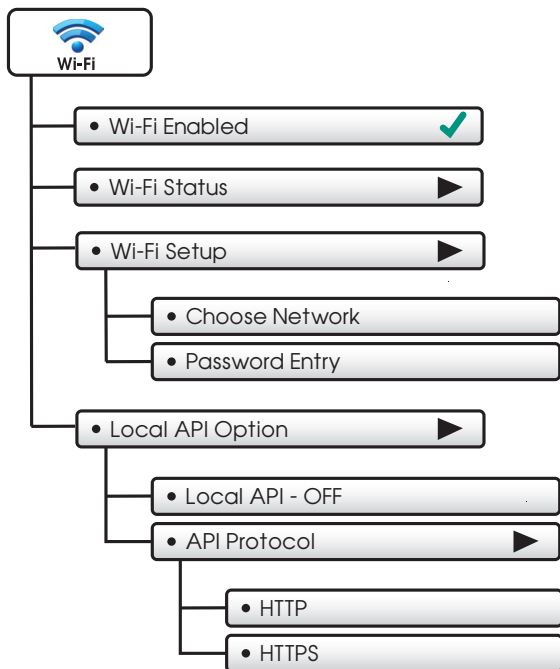 Wi-Fi
• Wi-Fi Enabled
• Wi-Fi Status
• Wi-Fi Setup
• Choose Network
• Password Entry
• Local API Option
• Local API - OFF
• API Protocol
• HTTP
• HTTPS